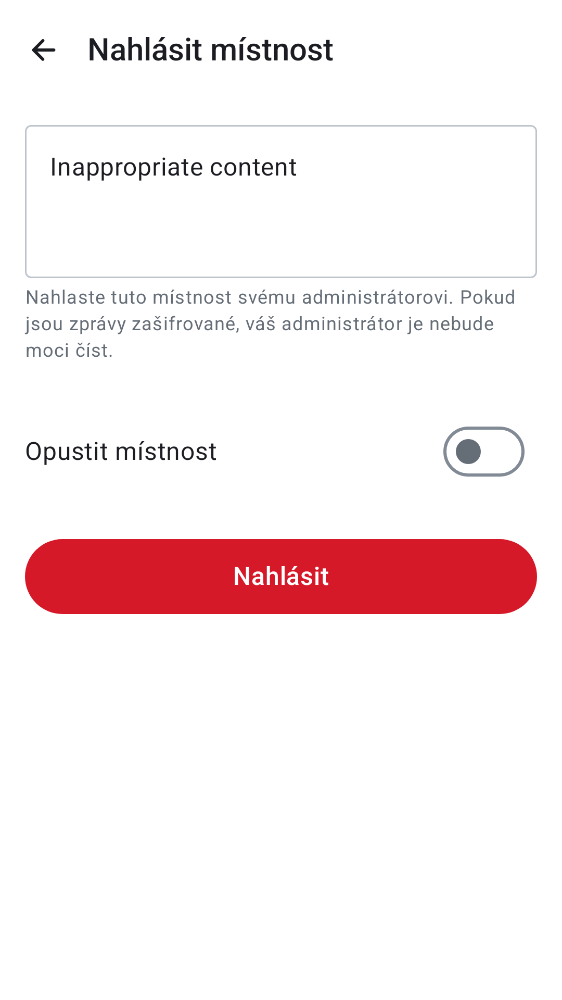 Nahlásit místnost
Inappropriate content
Nahlaste tuto místnost svému administrátorovi. Pokud
jsou zprávy zašifrované, váš administrátor je nebude
moci číst.
Opustit místnost
Nahlásit